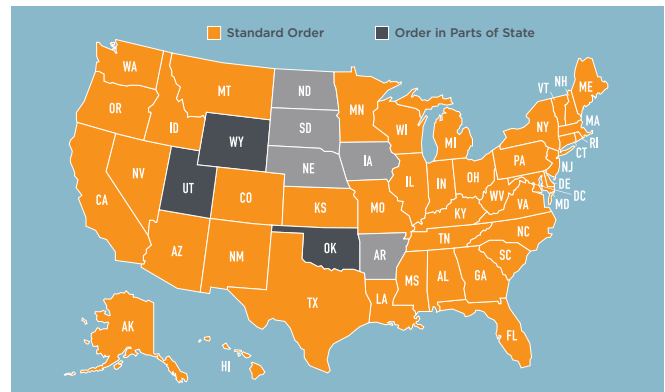 Standard Order Order in Parts of State
WA
MT
ND
MN
VT NH
ME
OR
ID
SD
WI
MI
NY
MA
WY
RI
CT
NE
IA
PA
NJ
NV
UT
CO
IL
IN
OH
DE
DC
MD
CA
KS
MO
WV
VA
KY
NC
AZ
NM
OK
AR
TN
SC
MS
AL
GA
TX
LA
FL
AK
HI